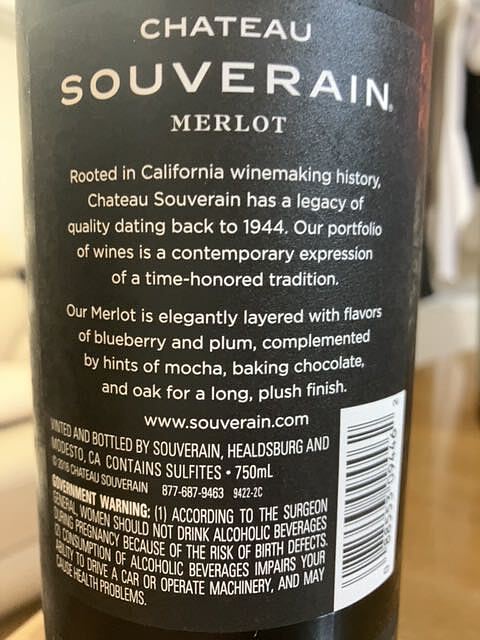 CHATEAU
SOUVERAIN®
MERLOT
Rooted in California winemaking history,
Chateau Souverain has a legacy of
quality dating back to 1944. Our portfolio
of wines is a contemporary expression
of a time-honored tradition.
Our Merlot is elegantly layered with flavors
of blueberry and plum, complemented
by hints of mocha, baking chocolate,
and oak for a long, plush finish.
www.souverain.com
VINTED AND BOTTLED BY SOUVERAIN, HEALDSBURG AND
MODESTO, CA CONTAINS SULFITES • 750mL
© 2016 CHATEAU SOUVERAIN 877-687-9463 9422-2C
GOVERNMENT WARNING: (1) ACCORDING TO THE SURGEON
GENERAL, WOMEN SHOULD NOT DRINK ALCOHOLIC BEVERAGES
DURING PREGNANCY BECAUSE OF THE RISK OF BIRTH DEFECTS.
(2) CONSUMPTION OF ALCOHOLIC BEVERAGES IMPAIRS YOUR
ABILITY TO DRIVE A CAR OR OPERATE MACHINERY, AND MAY
CAUSE HEALTH PROBLEMS.